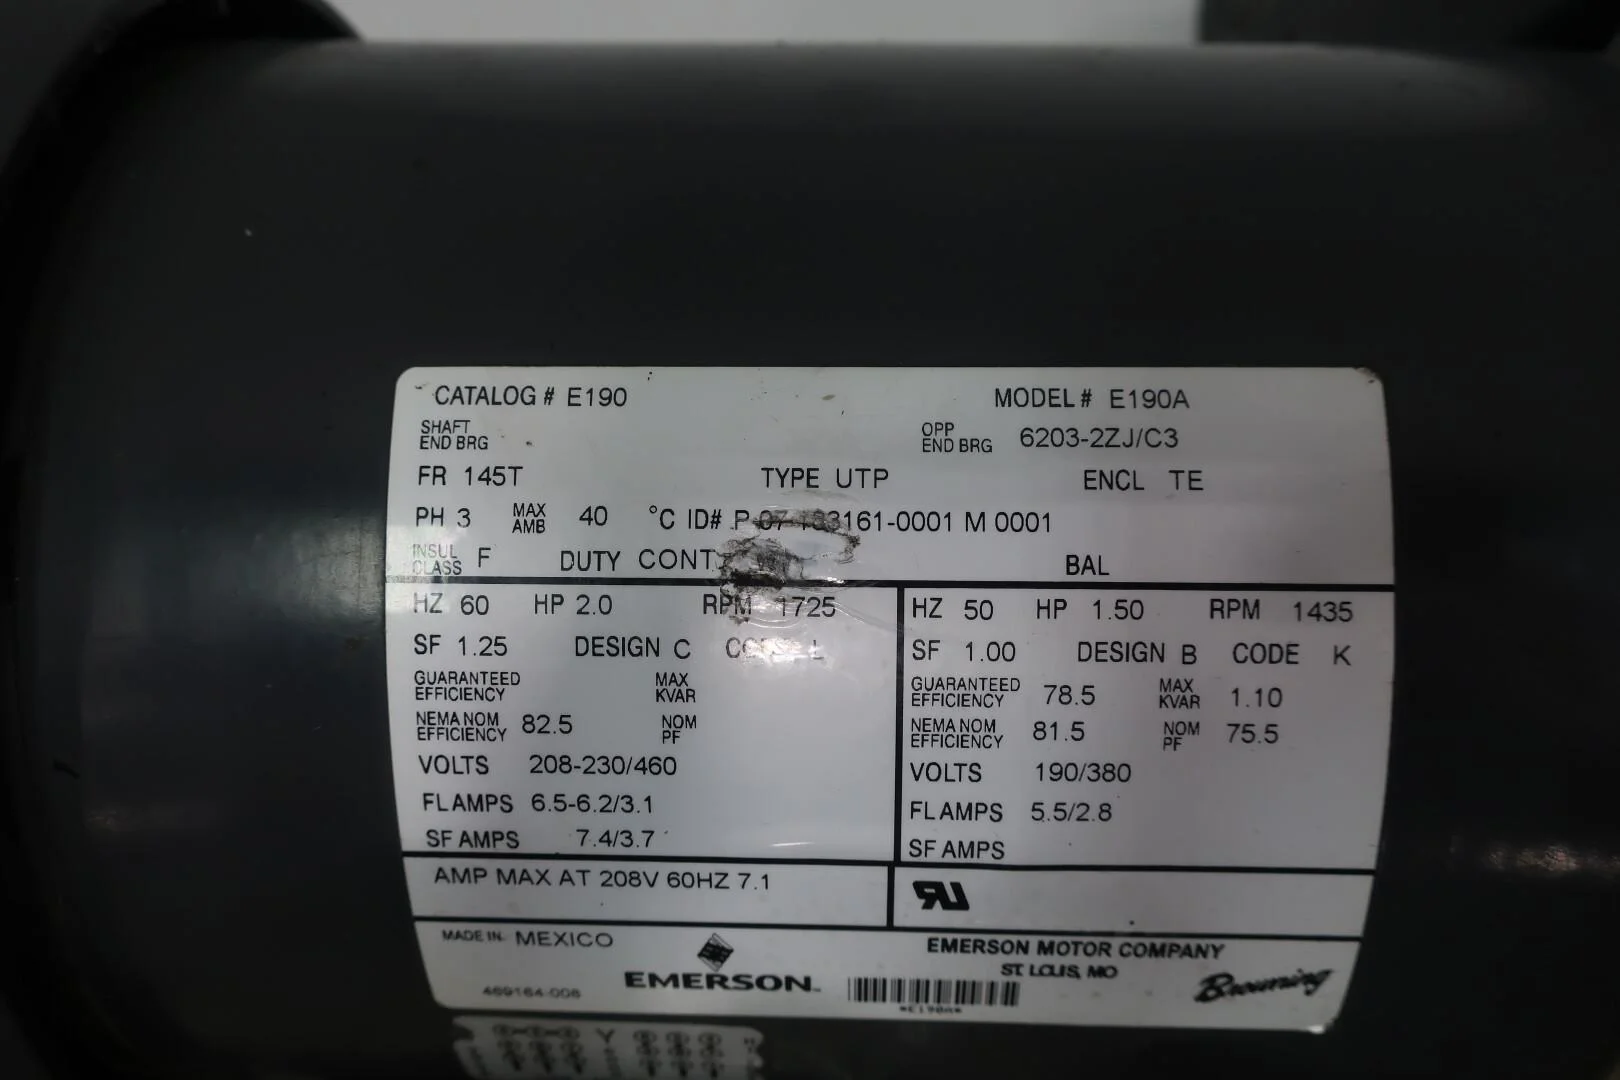 CATALOG # E190 MODEL # E190A
SHAFT END BRG OPP END BRG 6203-2ZJ/C3
FR 145T TYPE UTP ENCL TE
PH 3 MAX AMB 40 °C ID# P 161-0001 M 0001
INSUL CLASS F DUTY CONT BAL
HZ 60 HP 2.0 RPM 1725
SF 1.25 DESIGN C L
GUARANTEED EFFICIENCY MAX KVAR
NEMA NOM EFFICIENCY 82.5 NOM PF
VOLTS 208-230/460
FL AMPS 6.5-6.2/3.1
SF AMPS 7.4/3.7
HZ 50 HP 1.50 RPM 1435
SF 1.00 DESIGN B CODE K
GUARANTEED EFFICIENCY 78.5 MAX KVAR 1.10
NEMA NOM EFFICIENCY 81.5 NOM PF 75.5
VOLTS 190/380
FL AMPS 5.5/2.8
SF AMPS
AMP MAX AT 208V 60HZ 7.1
MADE IN MEXICO
EMERSON
469164-006
EMERSON MOTOR COMPANY
ST. LOUIS, MO
Browning
*E190A*